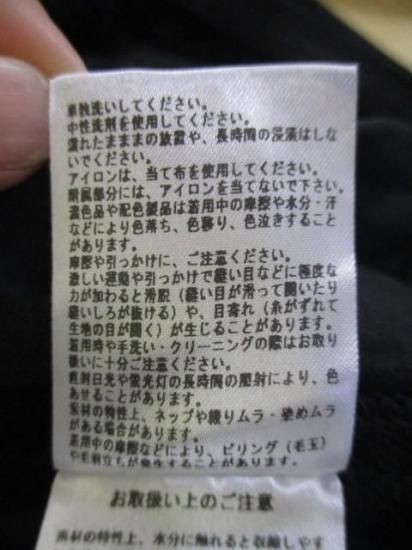 単独洗いしてください。
中性洗剤を使用してください。
濡れたままの放置や、長時間の浸漬はしな
いでください。
アイロンは、当て布を使用してください。
附属部分には、アイロンを当てないで下さい。
濃色品や配色製品は着用中の摩擦や水分・汗
などにより色落ち、色移り、色泣きすること
があります。
摩擦や引っかけに、ご注意ください。
激しい運動や引っかけで縫い目などに極度な
力が加わると滑脱（縫い目が滑って開いたり
縫いしろが抜ける）や、目寄れ（糸がずれて
生地の目が開く）が生じることがあります。
着用時や手洗い・クリーニングの際はお取り
扱いに十分ご注意ください。
直射日光や蛍光灯の長時間の照射により、色
あせることがあります。
素材の特性上、ネップや綾りムラ・染めムラ
がある場合があります。
着用中の摩擦などにより、ピリング（毛玉）
や毛羽立ちが発生することがあります。
お取扱い上のご注意
素材の特性上、水分に触れると収縮しやす